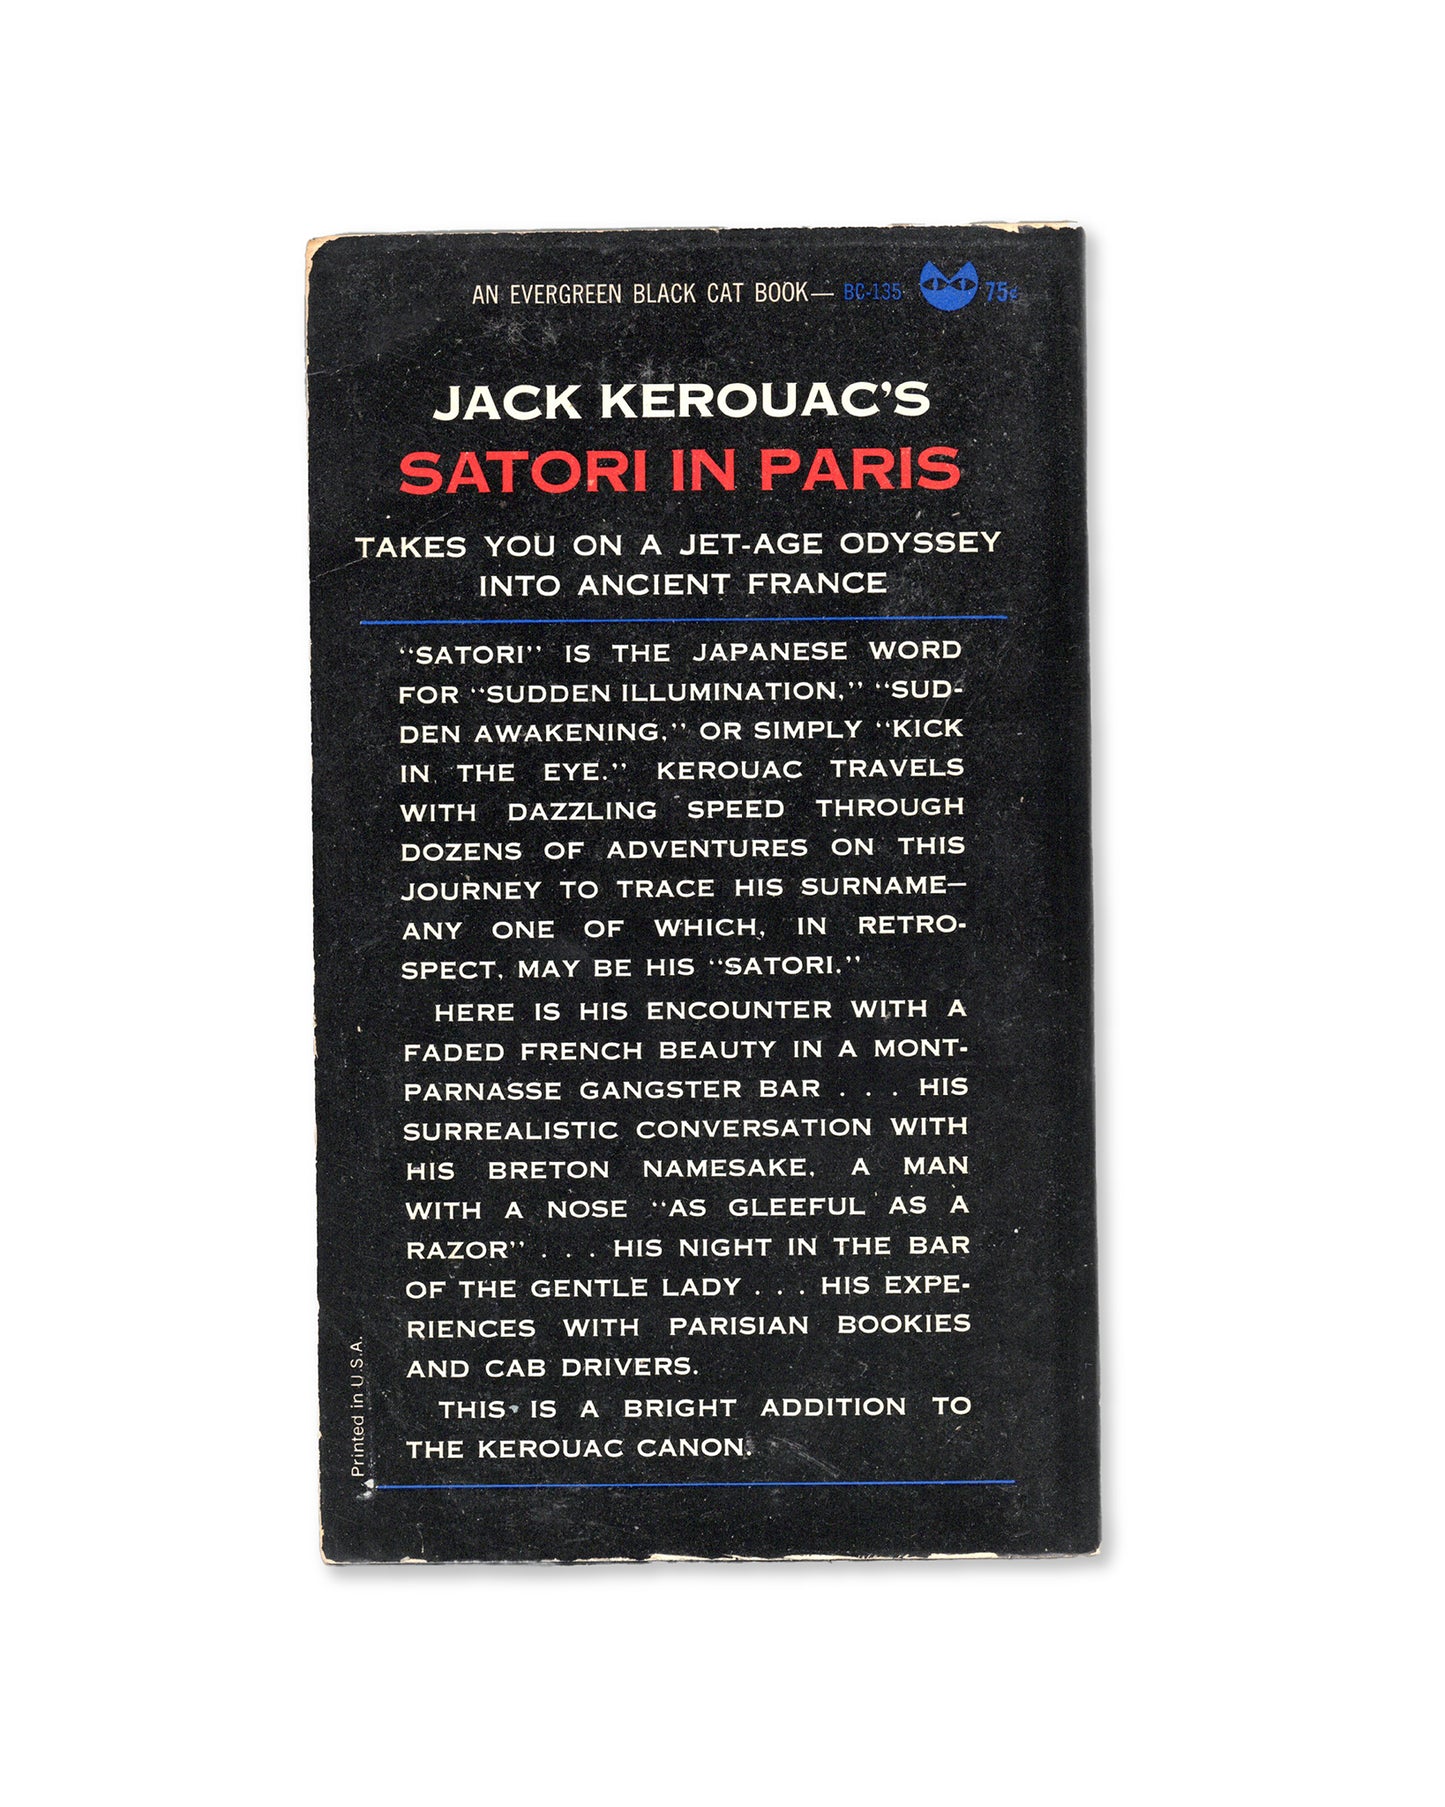 AN EVERGREEN BLACK CAT BOOK— BC-135 75¢
JACK KEROUAC'S
SATORI IN PARIS
TAKES YOU ON A JET-AGE ODYSSEY
INTO ANCIENT FRANCE
"SATORI" IS THE JAPANESE WORD
FOR "SUDDEN ILLUMINATION," "SUD-
DEN AWAKENING," OR SIMPLY "KICK
IN THE EYE." KEROUAC TRAVELS
WITH DAZZLING SPEED THROUGH
DOZENS OF ADVENTURES ON THIS
JOURNEY TO TRACE HIS SURNAME—
ANY ONE OF WHICH, IN RETRO-
SPECT, MAY BE HIS "SATORI."
HERE IS HIS ENCOUNTER WITH A
FADED FRENCH BEAUTY IN A MONT-
PARNASSE GANGSTER BAR . . . HIS
SURREALISTIC CONVERSATION WITH
HIS BRETON NAMESAKE, A MAN
WITH A NOSE "AS GLEEFUL AS A
RAZOR" . . . HIS NIGHT IN THE BAR
OF THE GENTLE LADY . . . HIS EXPE-
RIENCES WITH PARISIAN BOOKIES
AND CAB DRIVERS.
THIS IS A BRIGHT ADDITION TO
THE KEROUAC CANON.
Printed in U.S.A.